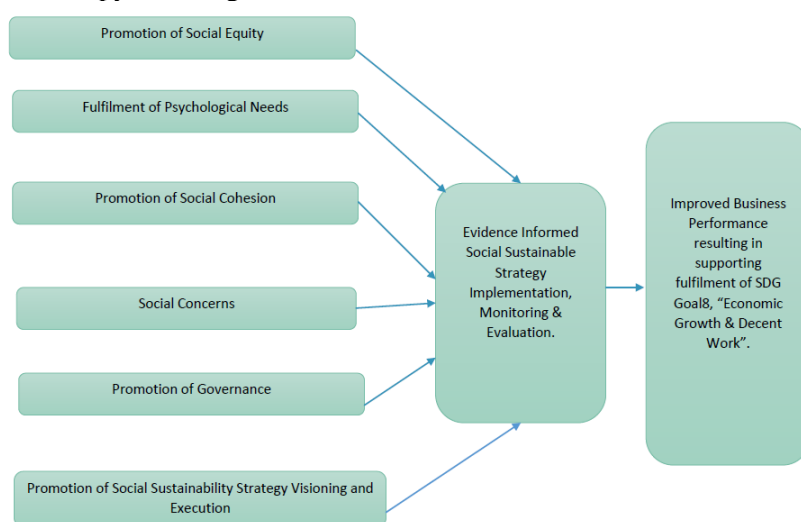 Promotion of Social Equity
Fulfilment of Psychological Needs
Promotion of Social Cohesion
Social Concerns
Promotion of Governance
Promotion of Social Sustainability Strategy Visioning and
Execution
Evidence Informed
Social Sustainable
Strategy
Implementation,
Monitoring &
Evaluation.
Improved Business
Performance
resulting in
supporting
fulfilment of SDG
Goal8, “Economic
Growth & Decent
Work”.